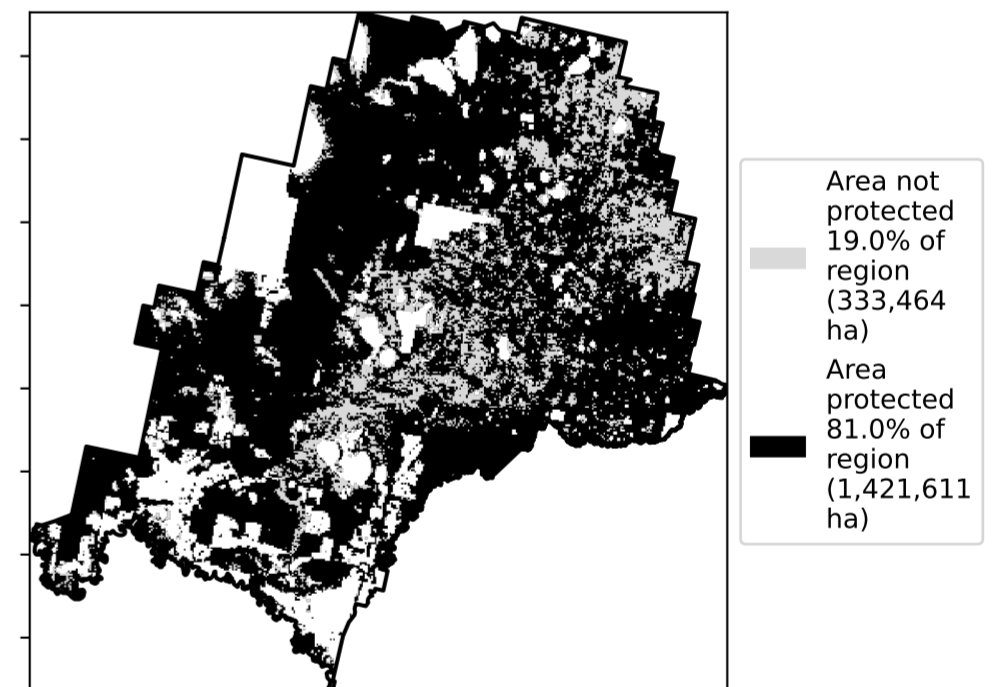 Area not
protected
19.0% of
region
(333,464
ha)
Area
protected
81.0% of
region
(1,421,611
ha)